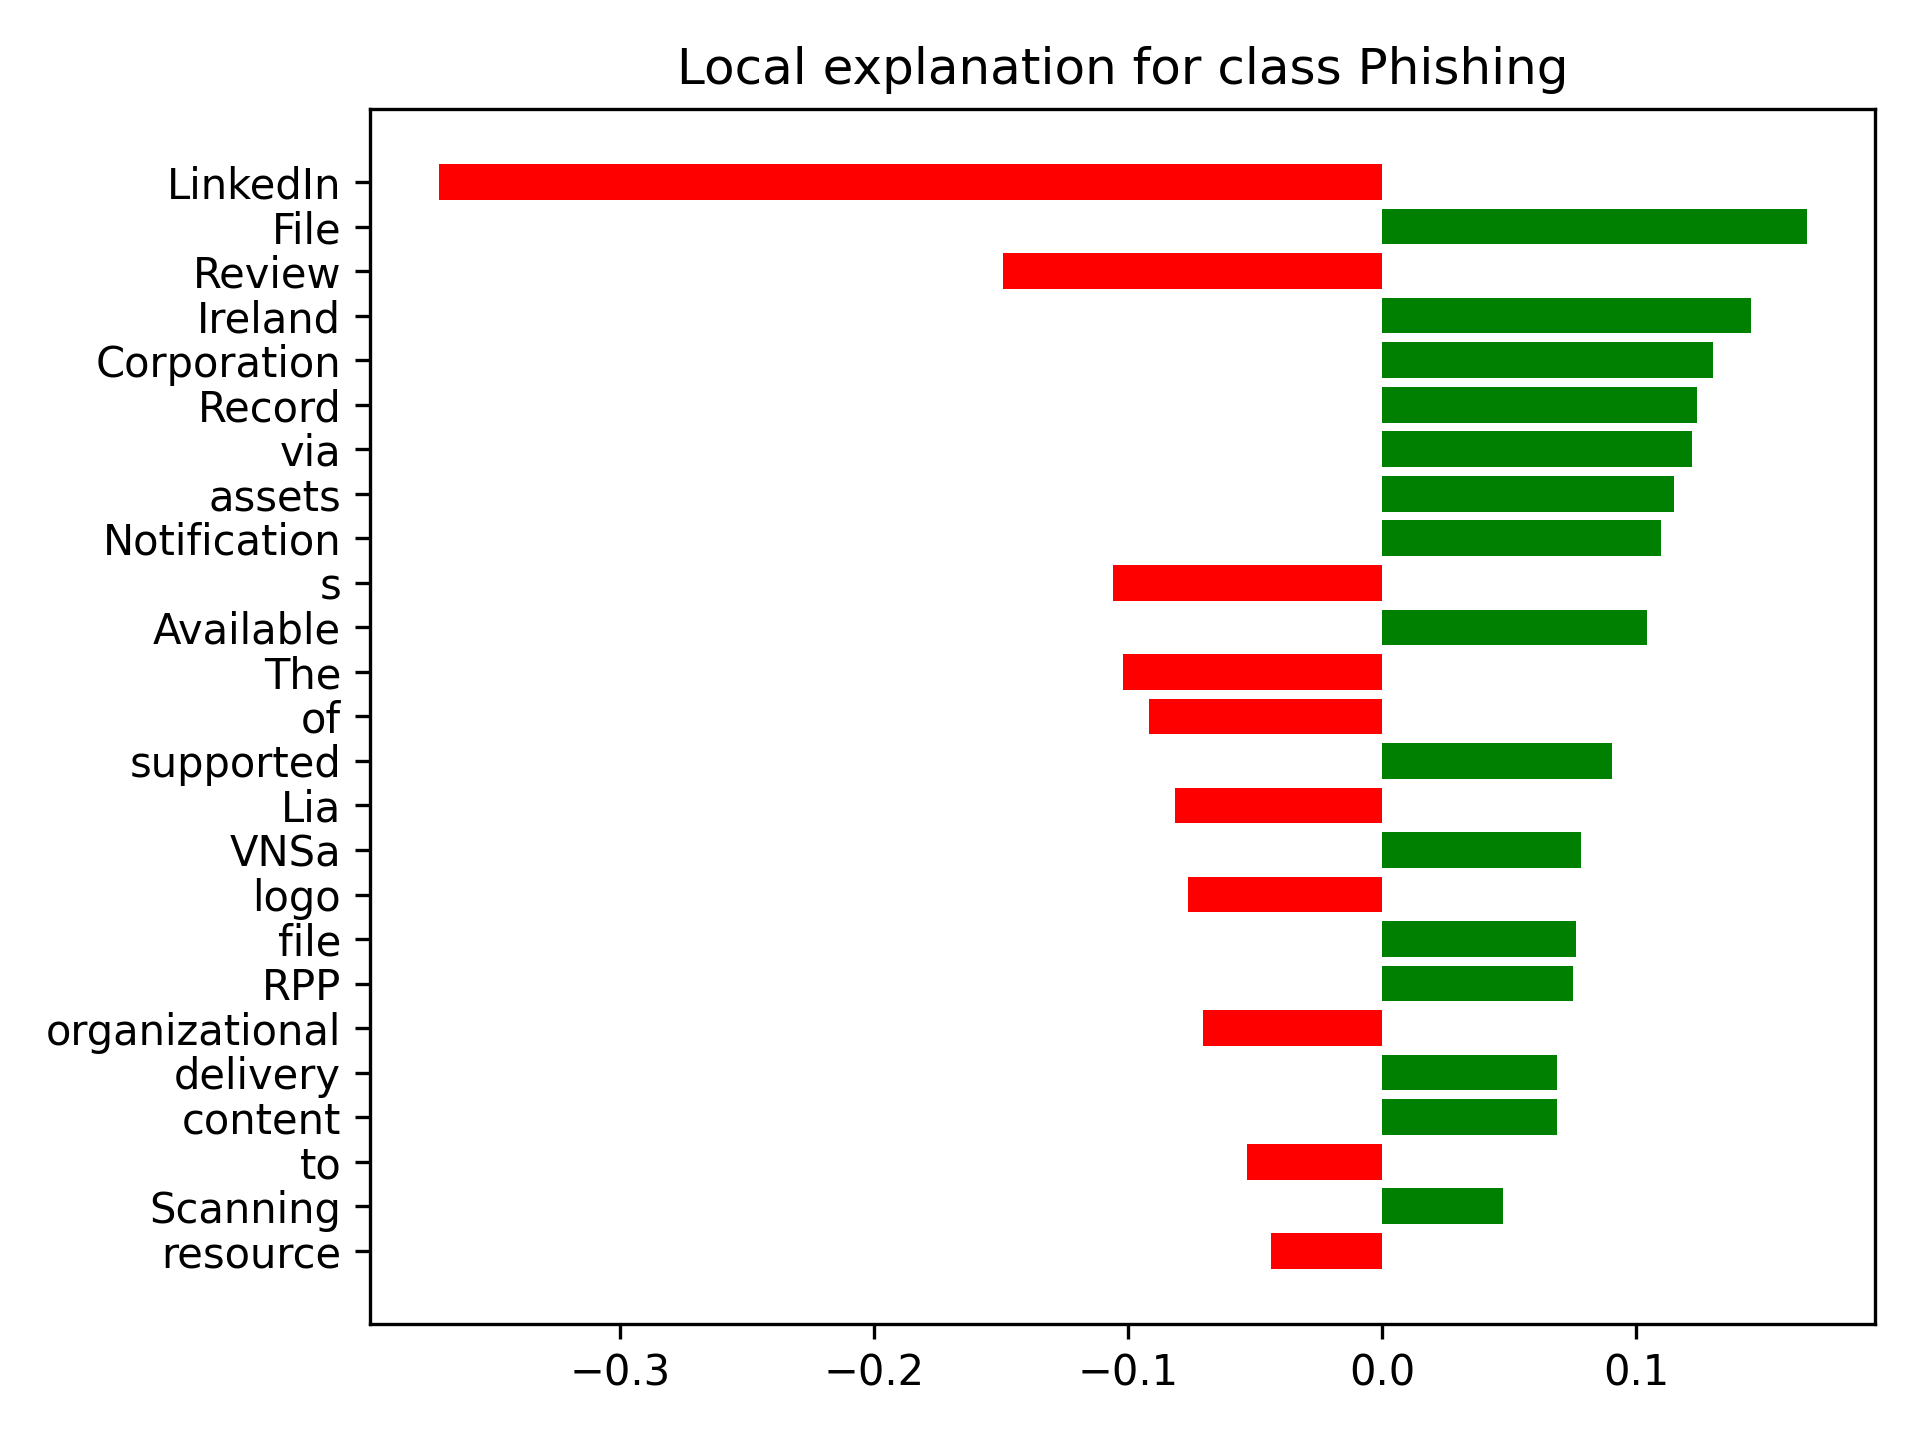 Local explanation for class Phishing
LinkedIn
File
Review
Ireland
Corporation
Record
via
assets
Notification
s
Available
The
of
supported
Lia
VNSa
logo
file
RPP
organizational
delivery
content
to
Scanning
resource
−0.3 −0.2 −0.1 0.0 0.1